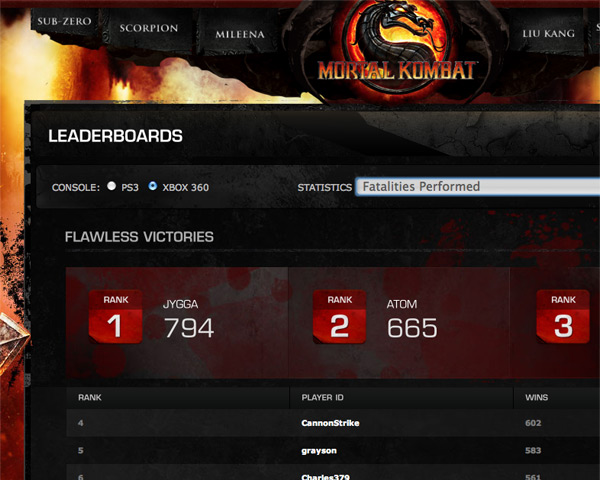 SUB-ZERO
SCORPION
MILEENA
LIU KANG
MORTAL KOMBAT
LEADERBOARDS
CONSOLE: PS3 XBOX 360 STATISTICS Fatalities Performed
FLAWLESS VICTORIES
RANK 1 JYGGA 794
RANK 2 ATOM 665
RANK 3
RANK PLAYER ID WINS
4 CannonStrike 602
5 grayson 583
6 Charles379 561